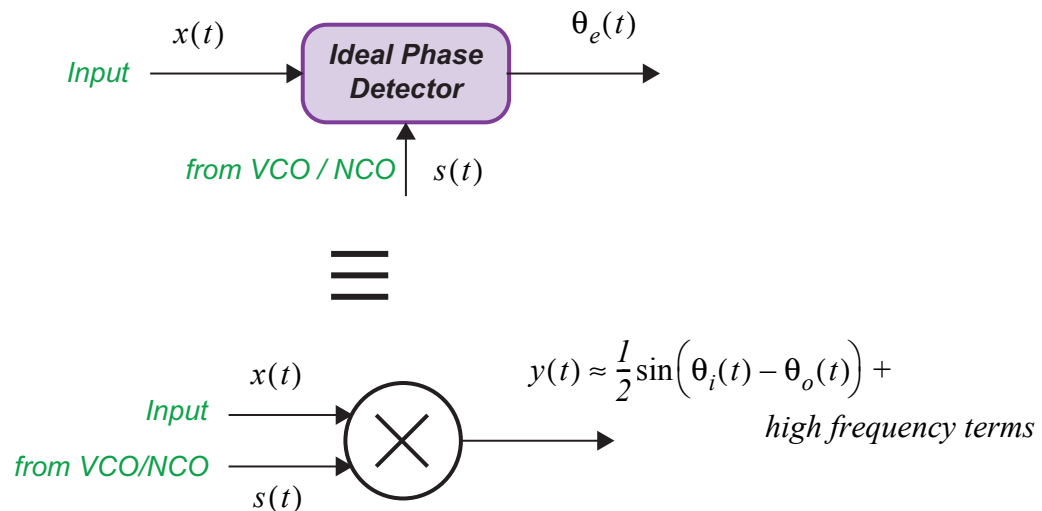 x(t)
θe(t)
Input
Ideal Phase
Detector
from VCO / NCO
s(t)
≡
x(t)
y(t) ≈ 1/2 sin(θi(t) – θo(t)) +
Input
high frequency terms
from VCO/NCO
s(t)